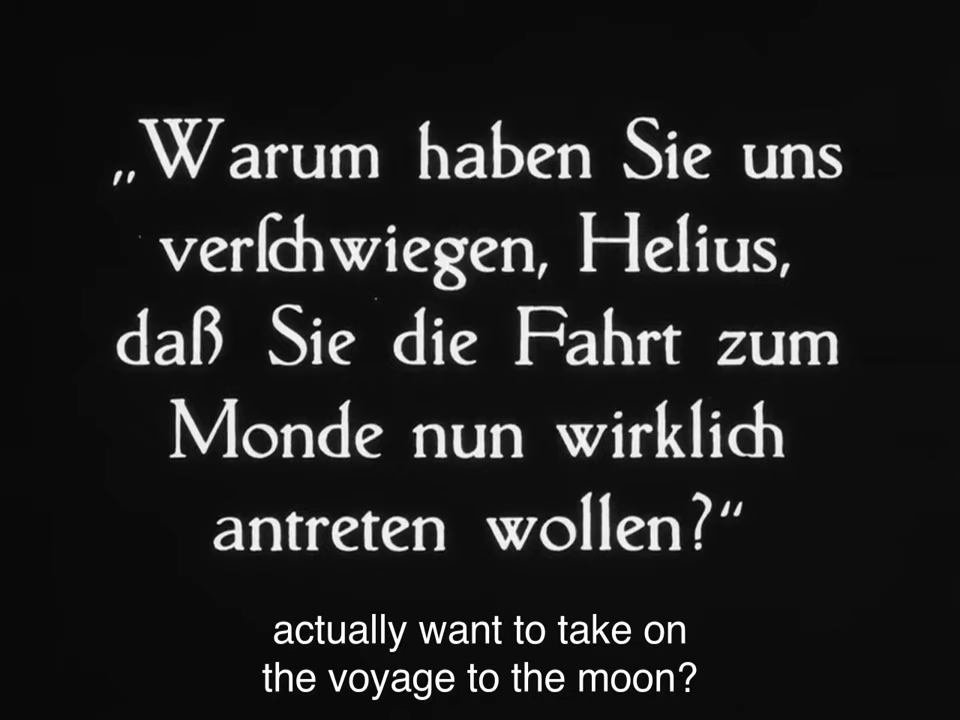 „Warum haben Sie uns
verſchwiegen, Helius,
daß Sie die Fahrt zum
Monde nun wirklich
antreten wollen?“
actually want to take on
the voyage to the moon?